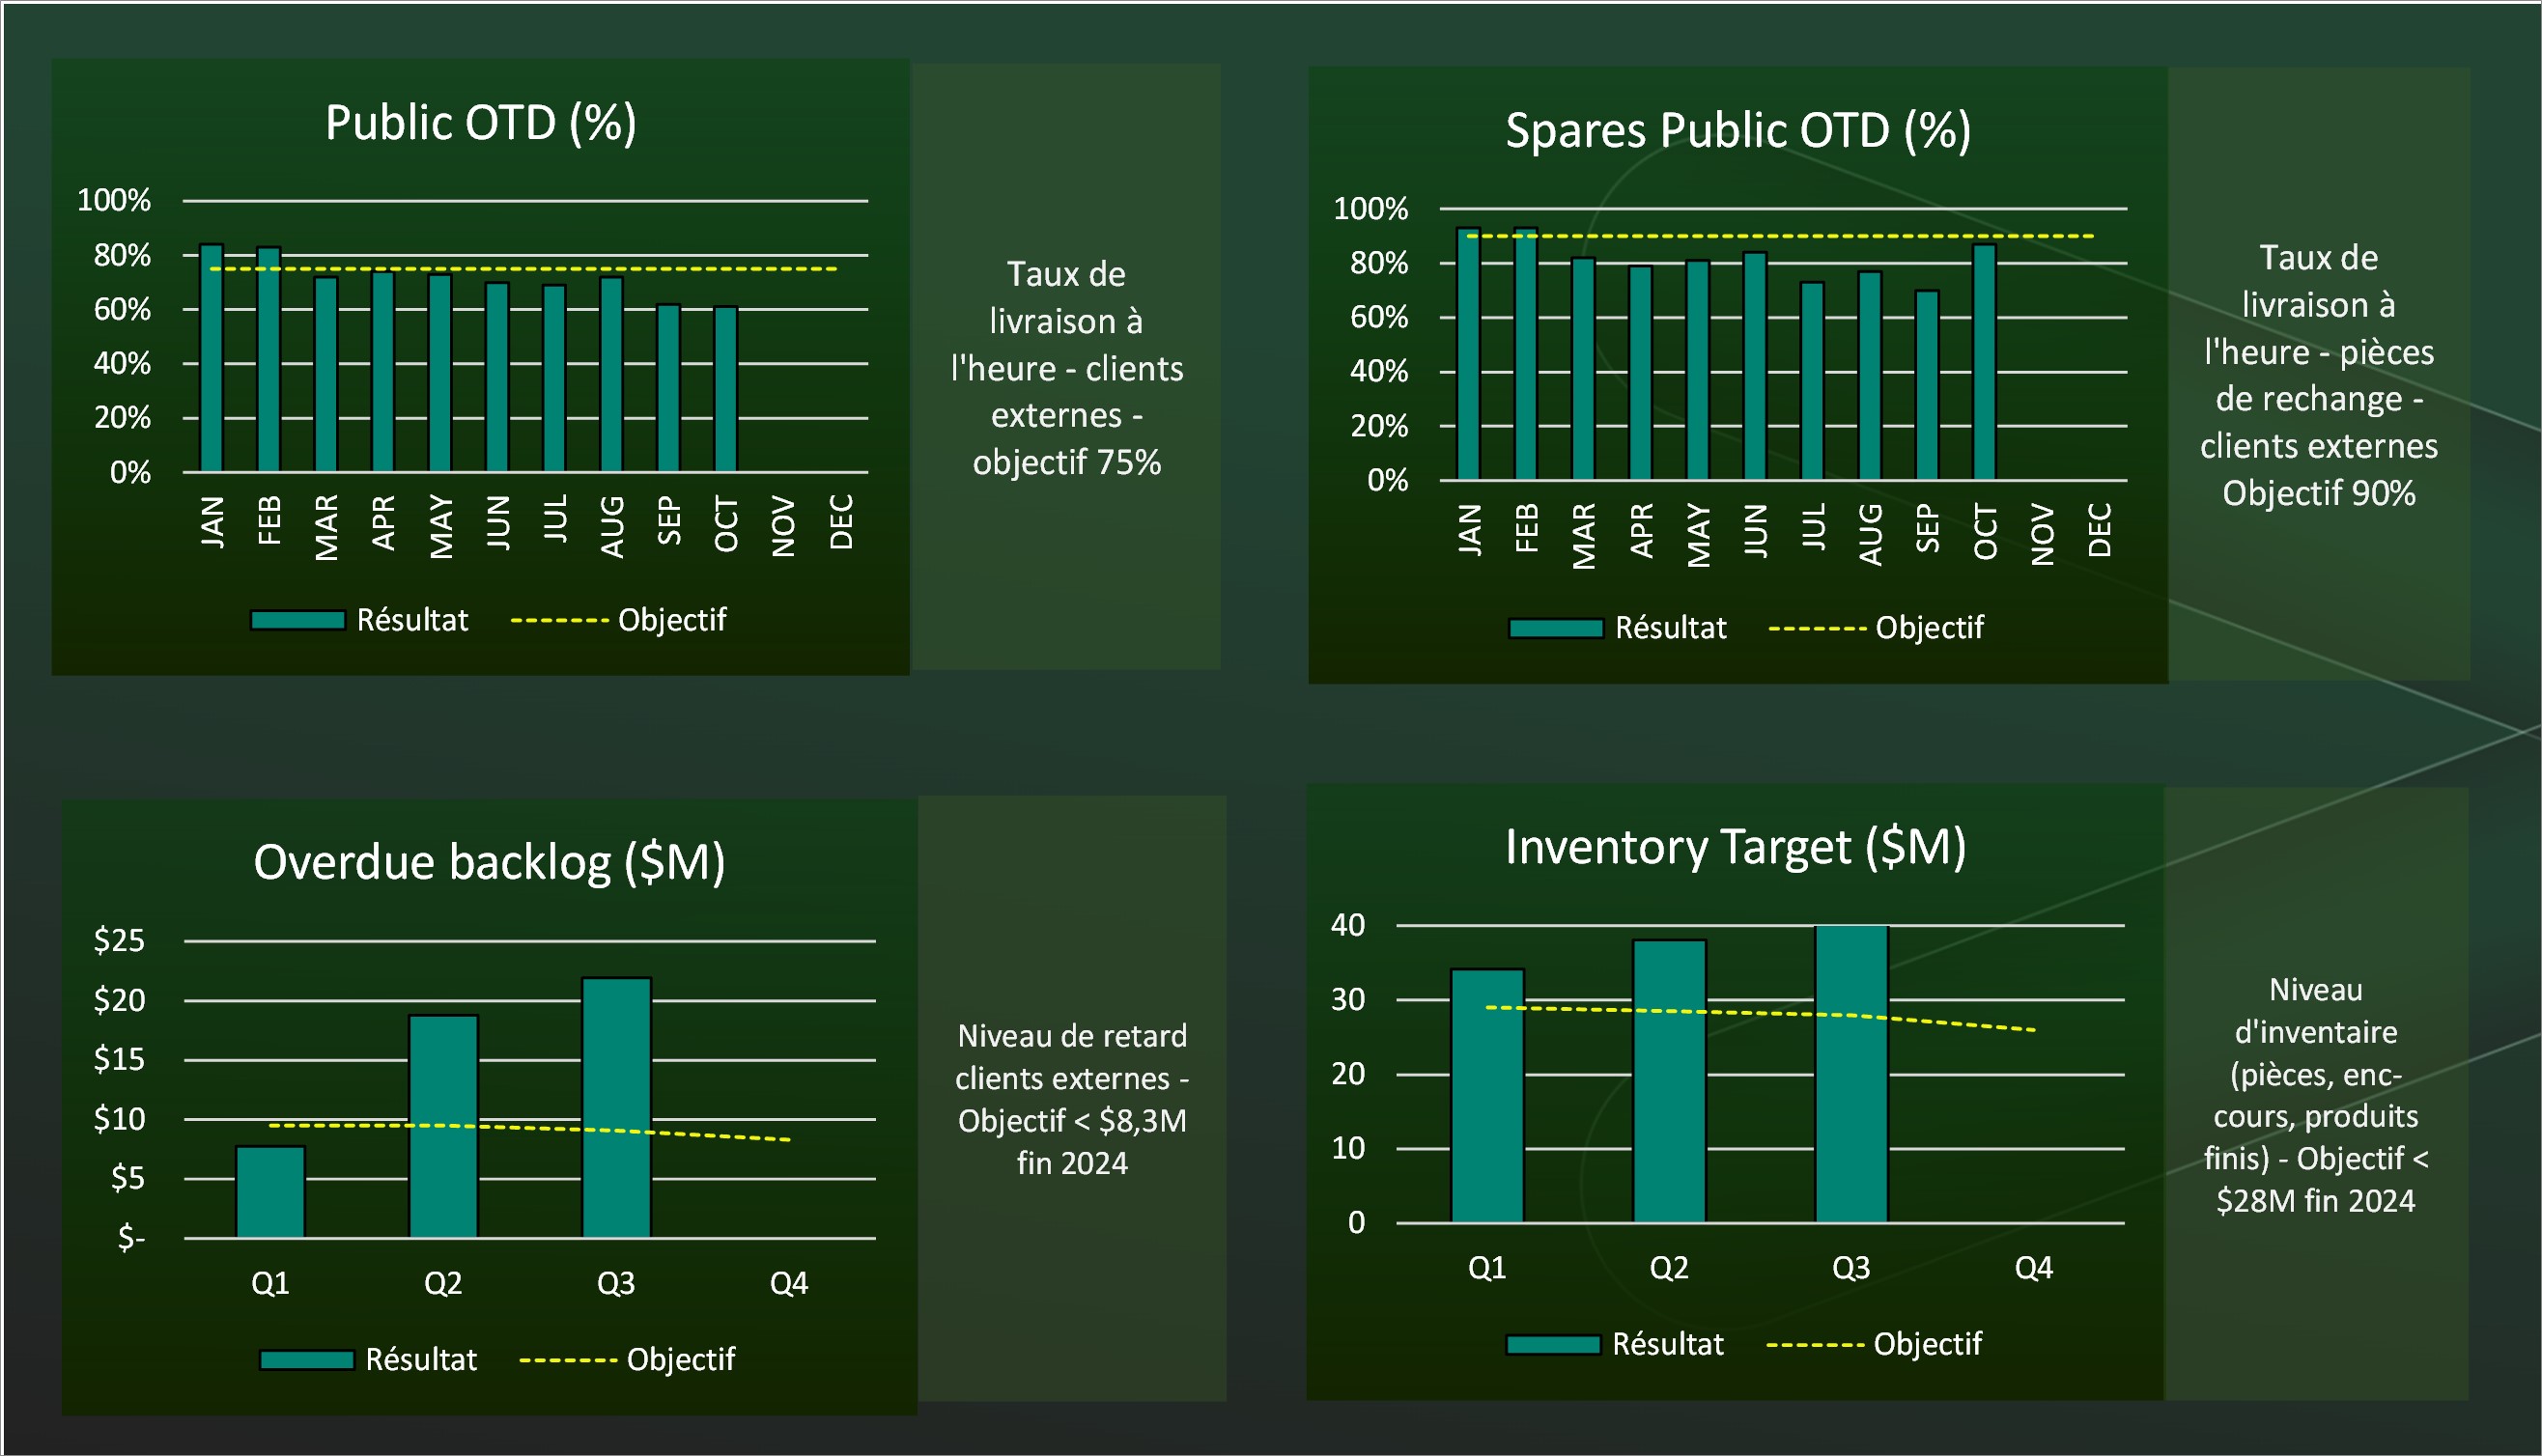 Public OTD (%)
100%
80%
60%
40%
20%
0%
JAN
FEB
MAR
APR
MAY
JUN
JUL
AUG
SEP
OCT
NOV
DEC
Résultat
Objectif
Taux de
livraison à
l'heure - clients
externes -
objectif 75%
Spares Public OTD (%)
100%
80%
60%
40%
20%
0%
JAN
FEB
MAR
APR
MAY
JUN
JUL
AUG
SEP
OCT
NOV
DEC
Résultat
Objectif
Taux de
livraison à
l'heure - pièces
de rechange -
clients externes
Objectif 90%
Overdue backlog ($M)
$25
$20
$15
$10
$5
$-
Q1
Q2
Q3
Q4
Résultat
Objectif
Niveau de retard
clients externes -
Objectif < $8,3M
fin 2024
Inventory Target ($M)
40
30
20
10
0
Q1
Q2
Q3
Q4
Résultat
Objectif
Niveau
d'inventaire
(pièces, enc-
cours, produits
finis) - Objectif <
$28M fin 2024